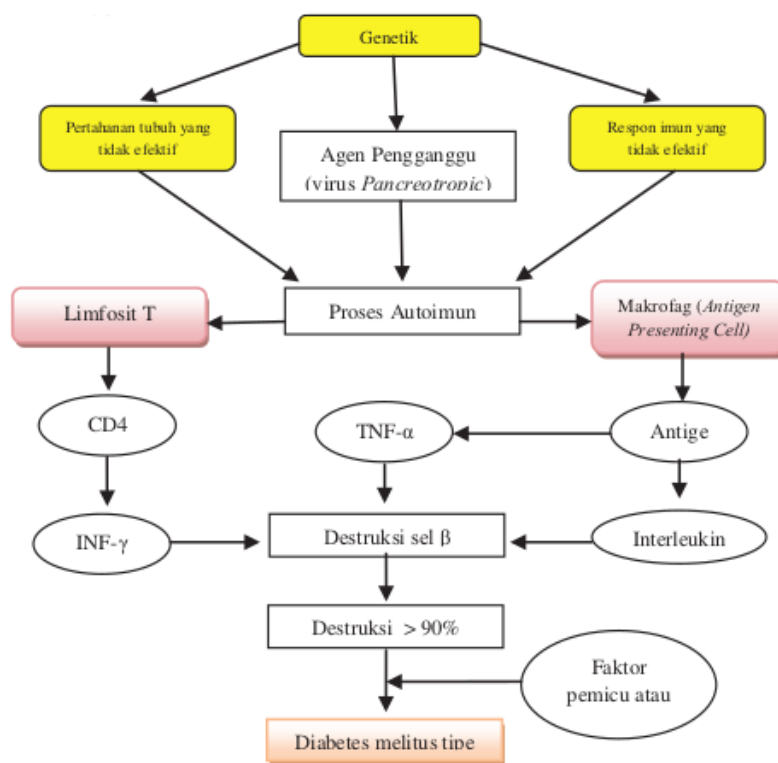 Genetik
Pertahanan tubuh yang
tidak efektif
Agen Pengganggu
(virus Pancreotropic)
Respon imun yang
tidak efektif
Limfosit T
Proses Autoimun
Makrofag (Antigen
Presenting Cell)
CD4
TNF-α
Antige
INF-γ
Destruksi sel β
Interleukin
Destruksi > 90%
Faktor
pemicu atau
Diabetes melitus tipe